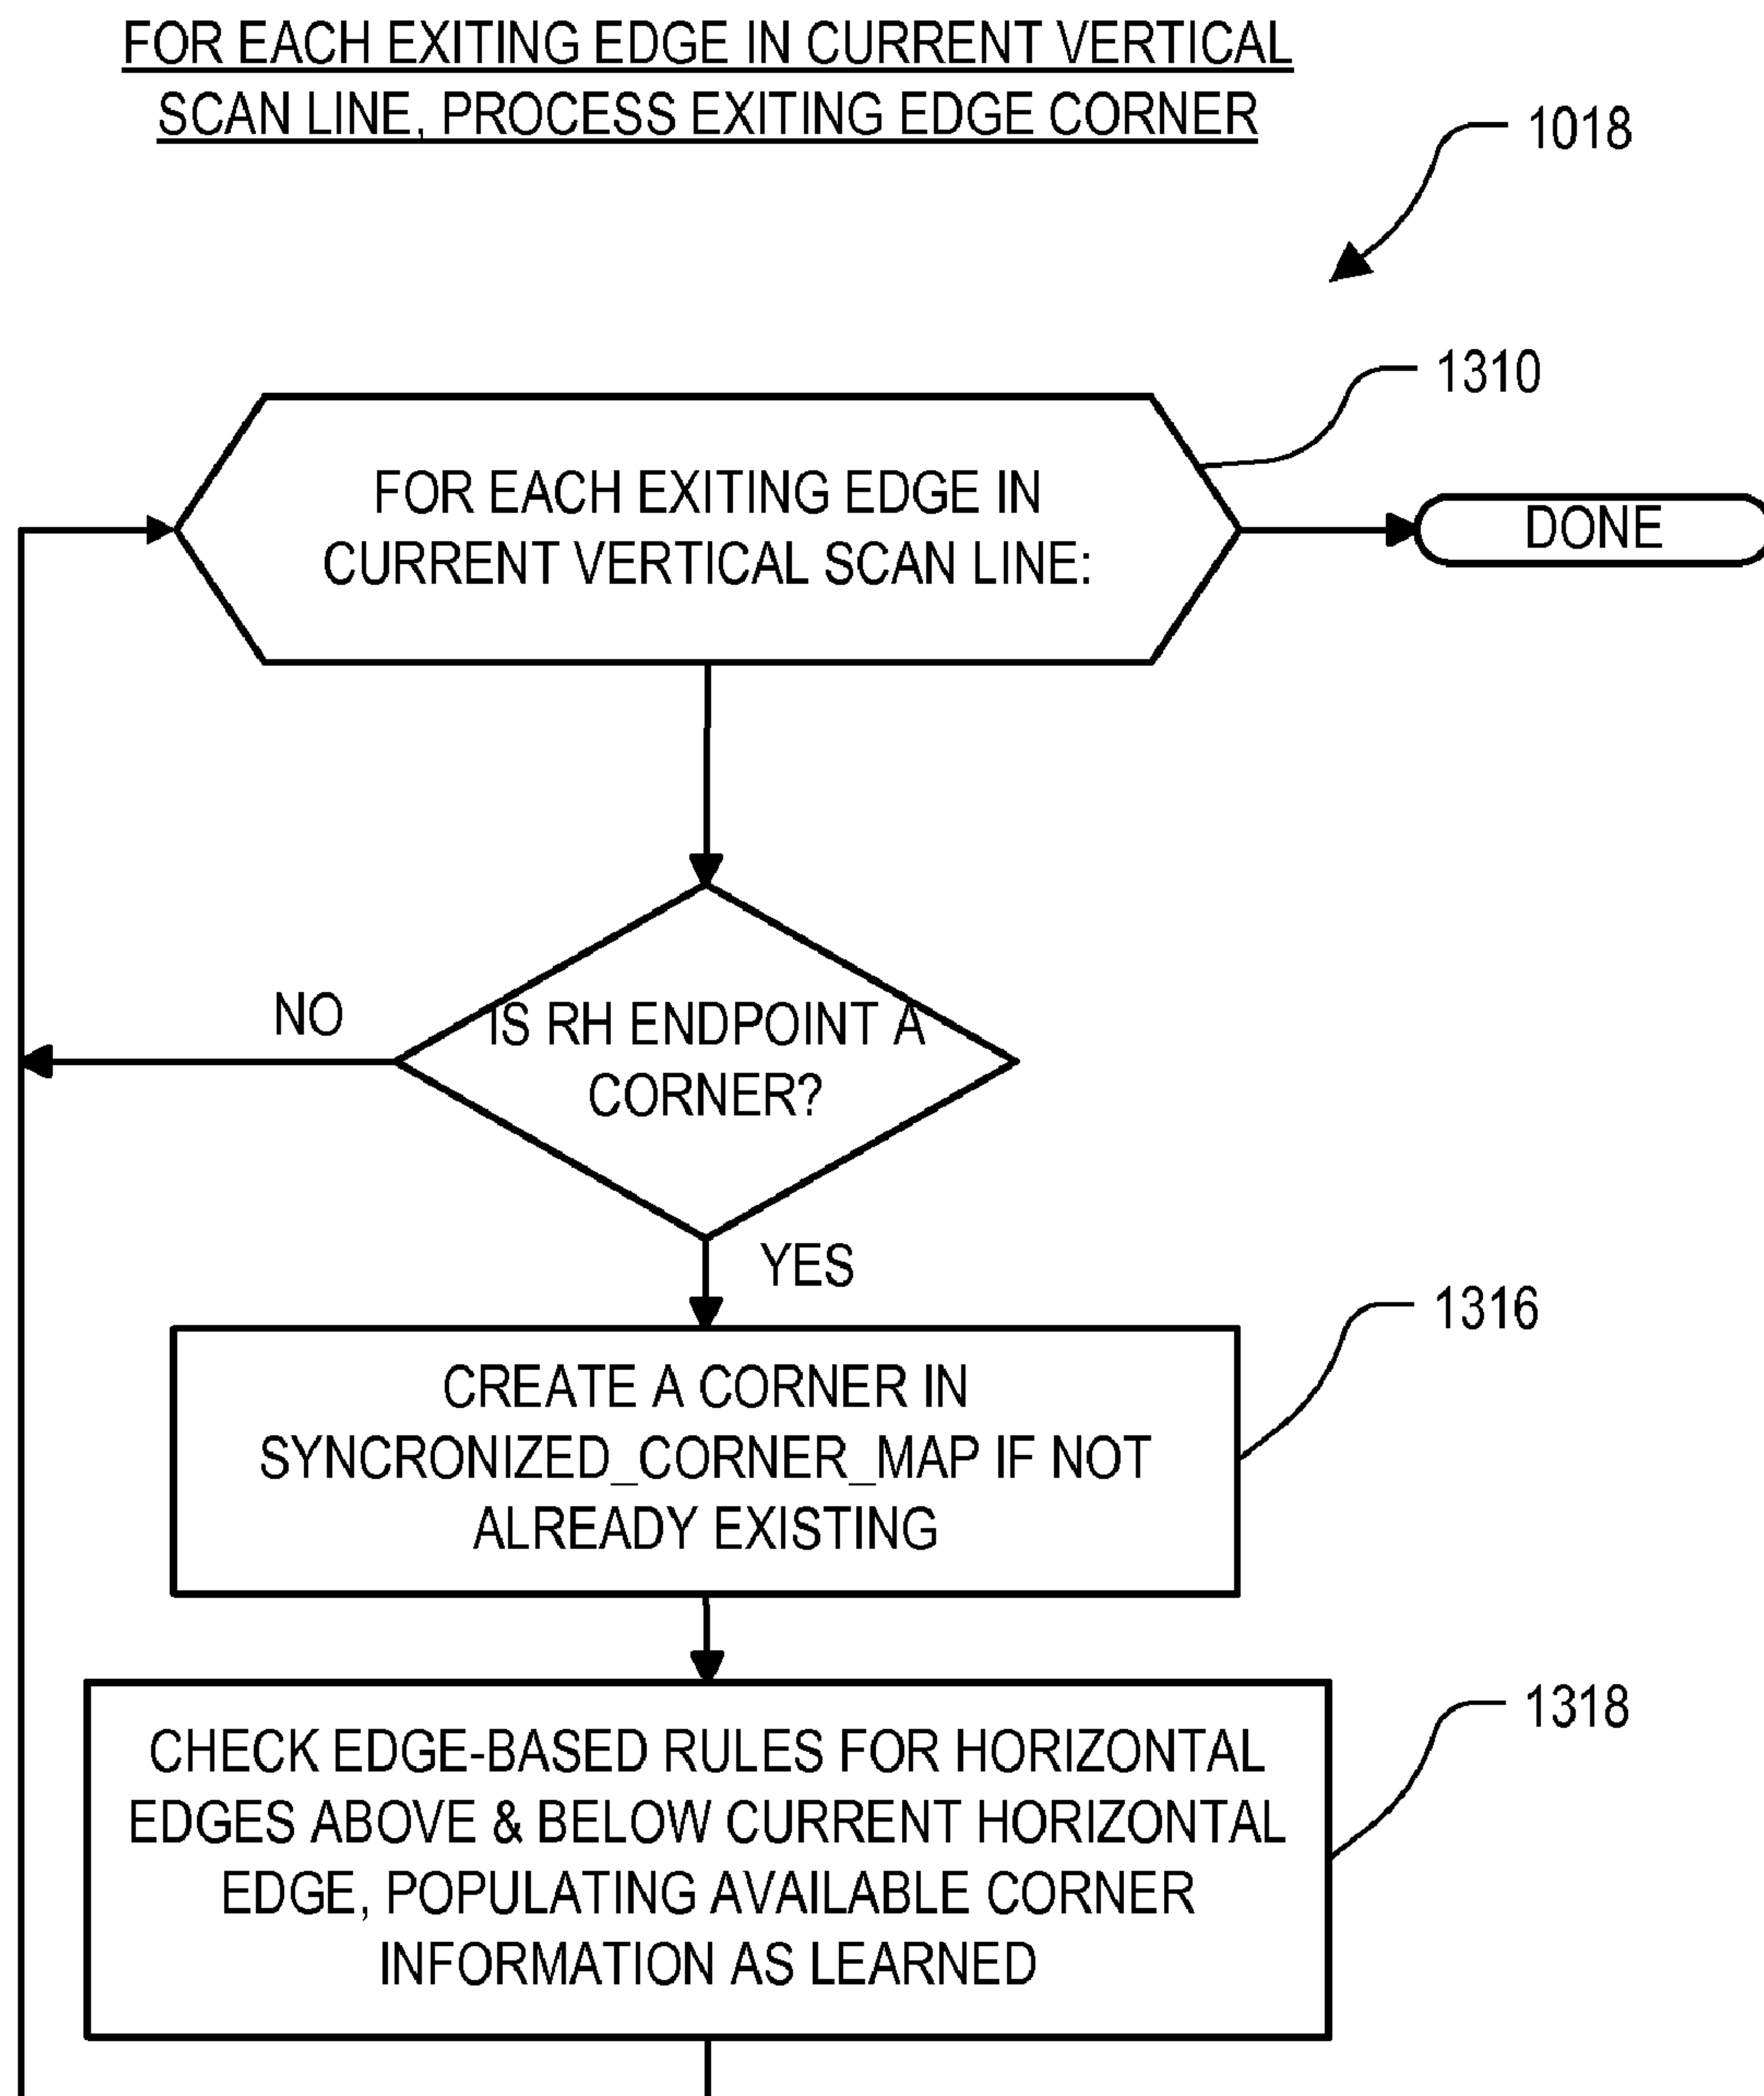 FOR EACH EXITING EDGE IN CURRENT VERTICAL
SCAN LINE, PROCESS EXITING EDGE CORNER
1018
1310
FOR EACH EXITING EDGE IN
CURRENT VERTICAL SCAN LINE:
DONE
NO
IS RH ENDPOINT A
CORNER?
YES
1316
CREATE A CORNER IN
SYNCRONIZED_CORNER_MAP IF NOT
ALREADY EXISTING
1318
CHECK EDGE-BASED RULES FOR HORIZONTAL
EDGES ABOVE & BELOW CURRENT HORIZONTAL
EDGE, POPULATING AVAILABLE CORNER
INFORMATION AS LEARNED